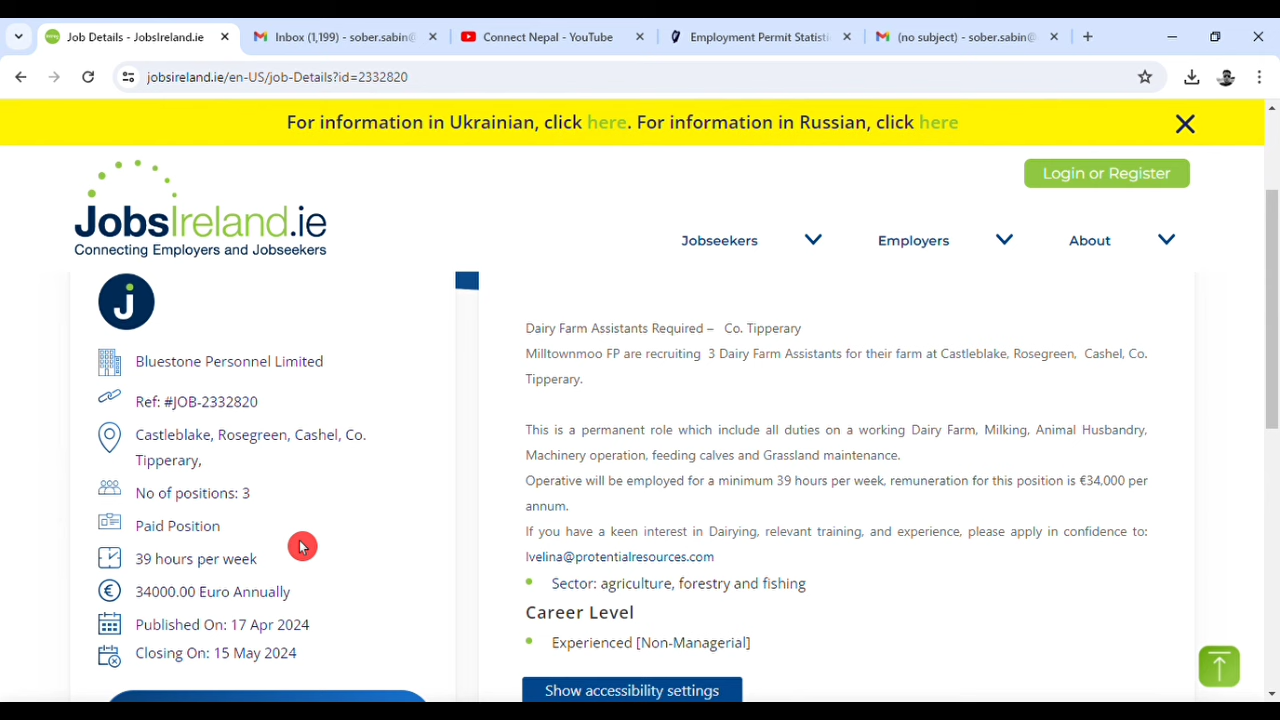 Job Details - JobsIreland.ie
Inbox (1,199) - sober.sabin@
Connect Nepal - YouTube
Employment Permit Statisti
(no subject) - sober.sabin@
jobsireland.ie/en-US/job-Details?id=2332820
For information in Ukrainian, click here. For information in Russian, click here
JobsIreland.ie
Connecting Employers and Jobseekers
Login or Register
Jobseekers
Employers
About
j
Bluestone Personnel Limited
Ref: #JOB-2332820
Castleblake, Rosegreen, Cashel, Co.
Tipperary,
No of positions: 3
Paid Position
39 hours per week
34000.00 Euro Annually
Published On: 17 Apr 2024
Closing On: 15 May 2024
Dairy Farm Assistants Required – Co. Tipperary
Milltownmoo FP are recruiting 3 Dairy Farm Assistants for their farm at Castleblake, Rosegreen, Cashel, Co.
Tipperary.
This is a permanent role which include all duties on a working Dairy Farm, Milking, Animal Husbandry,
Machinery operation, feeding calves and Grassland maintenance.
Operative will be employed for a minimum 39 hours per week, remuneration for this position is €34,000 per
annum.
If you have a keen interest in Dairying, relevant training, and experience, please apply in confidence to:
lvelina@protentialresources.com
Sector: agriculture, forestry and fishing
Career Level
Experienced [Non-Managerial]
Show accessibility settings